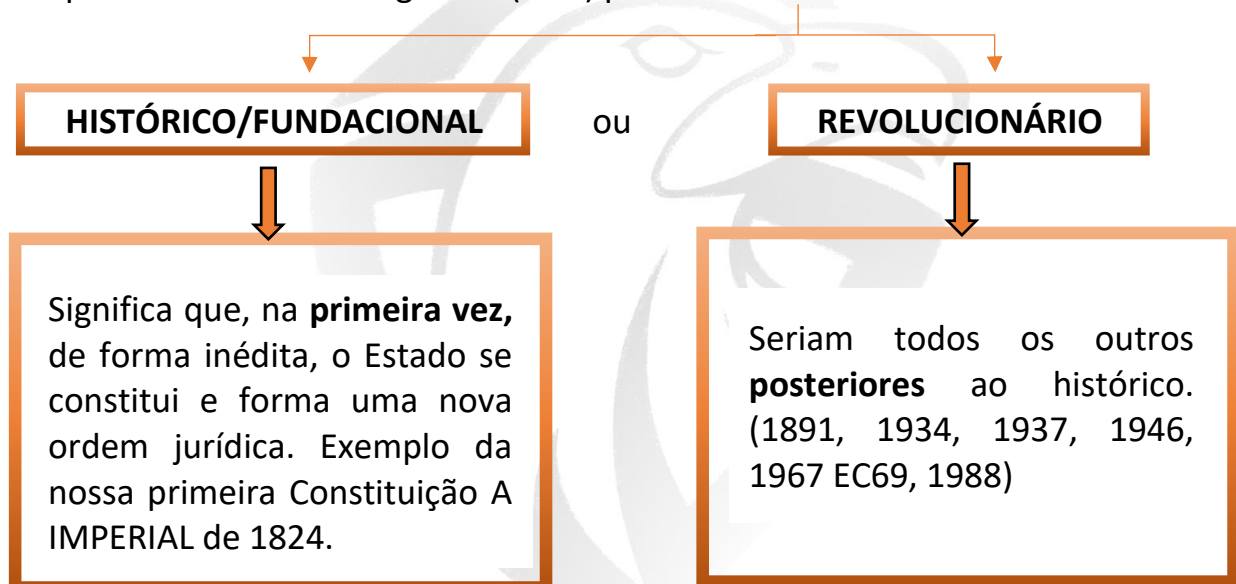 HISTÓRICO/FUNDACIONAL
ou
REVOLUCIONÁRIO
Significa que, na primeira vez,
de forma inédita, o Estado se
constitui e forma uma nova
ordem jurídica. Exemplo da
nossa primeira Constituição A
IMPERIAL de 1824.
Seriam todos os outros
posteriores ao histórico.
(1891, 1934, 1937, 1946,
1967 EC69, 1988)